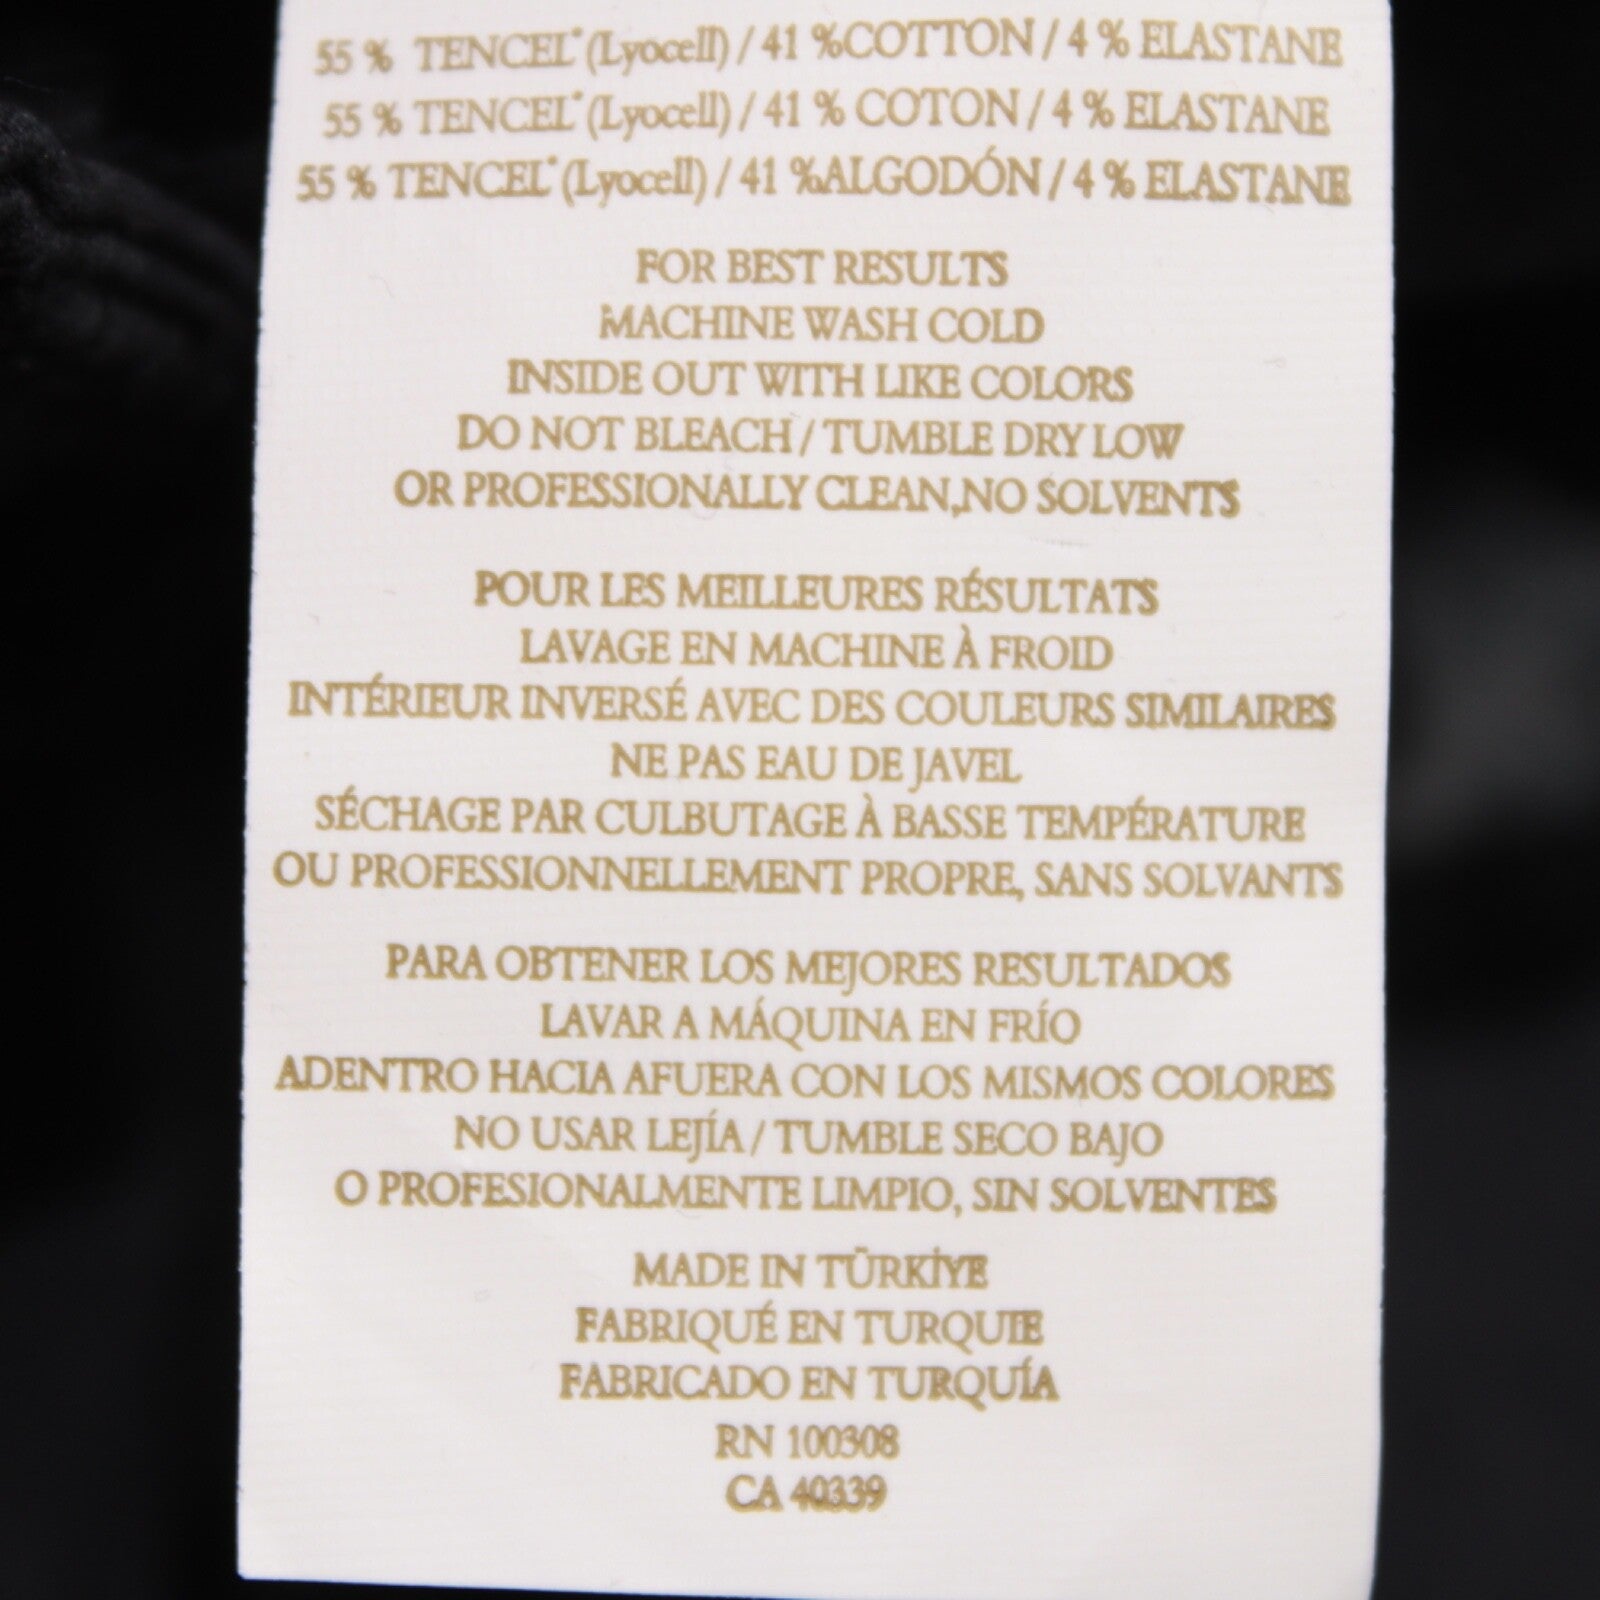 55 % TENCEL® (Lyocell) / 41 %COTTON / 4 % ELASTANE
55 % TENCEL® (Lyocell) / 41 % COTON / 4 % ELASTANE
55 % TENCEL® (Lyocell) / 41 %ALGODÓN / 4 % ELASTANE
FOR BEST RESULTS
MACHINE WASH COLD
INSIDE OUT WITH LIKE COLORS
DO NOT BLEACH / TUMBLE DRY LOW
OR PROFESSIONALLY CLEAN,NO SOLVENTS
POUR LES MEILLEURES RÉSULTATS
LAVAGE EN MACHINE À FROID
INTÉRIEUR INVERSÉ AVEC DES COULEURS SIMILAIRES
NE PAS EAU DE JAVEL
SÉCHAGE PAR CULBUTAGE À BASSE TEMPÉRATURE
OU PROFESSIONNELLEMENT PROPRE, SANS SOLVANTS
PARA OBTENER LOS MEJORES RESULTADOS
LAVAR A MÁQUINA EN FRÍO
ADENTRO HACIA AFUERA CON LOS MISMOS COLORES
NO USAR LEJÍA / TUMBLE SECO BAJO
O PROFESIONALMENTE LIMPIO, SIN SOLVENTES
MADE IN TÜRKİYE
FABRIQUÉ EN TURQUIE
FABRICADO EN TURQUÍA
RN 100308
CA 40339